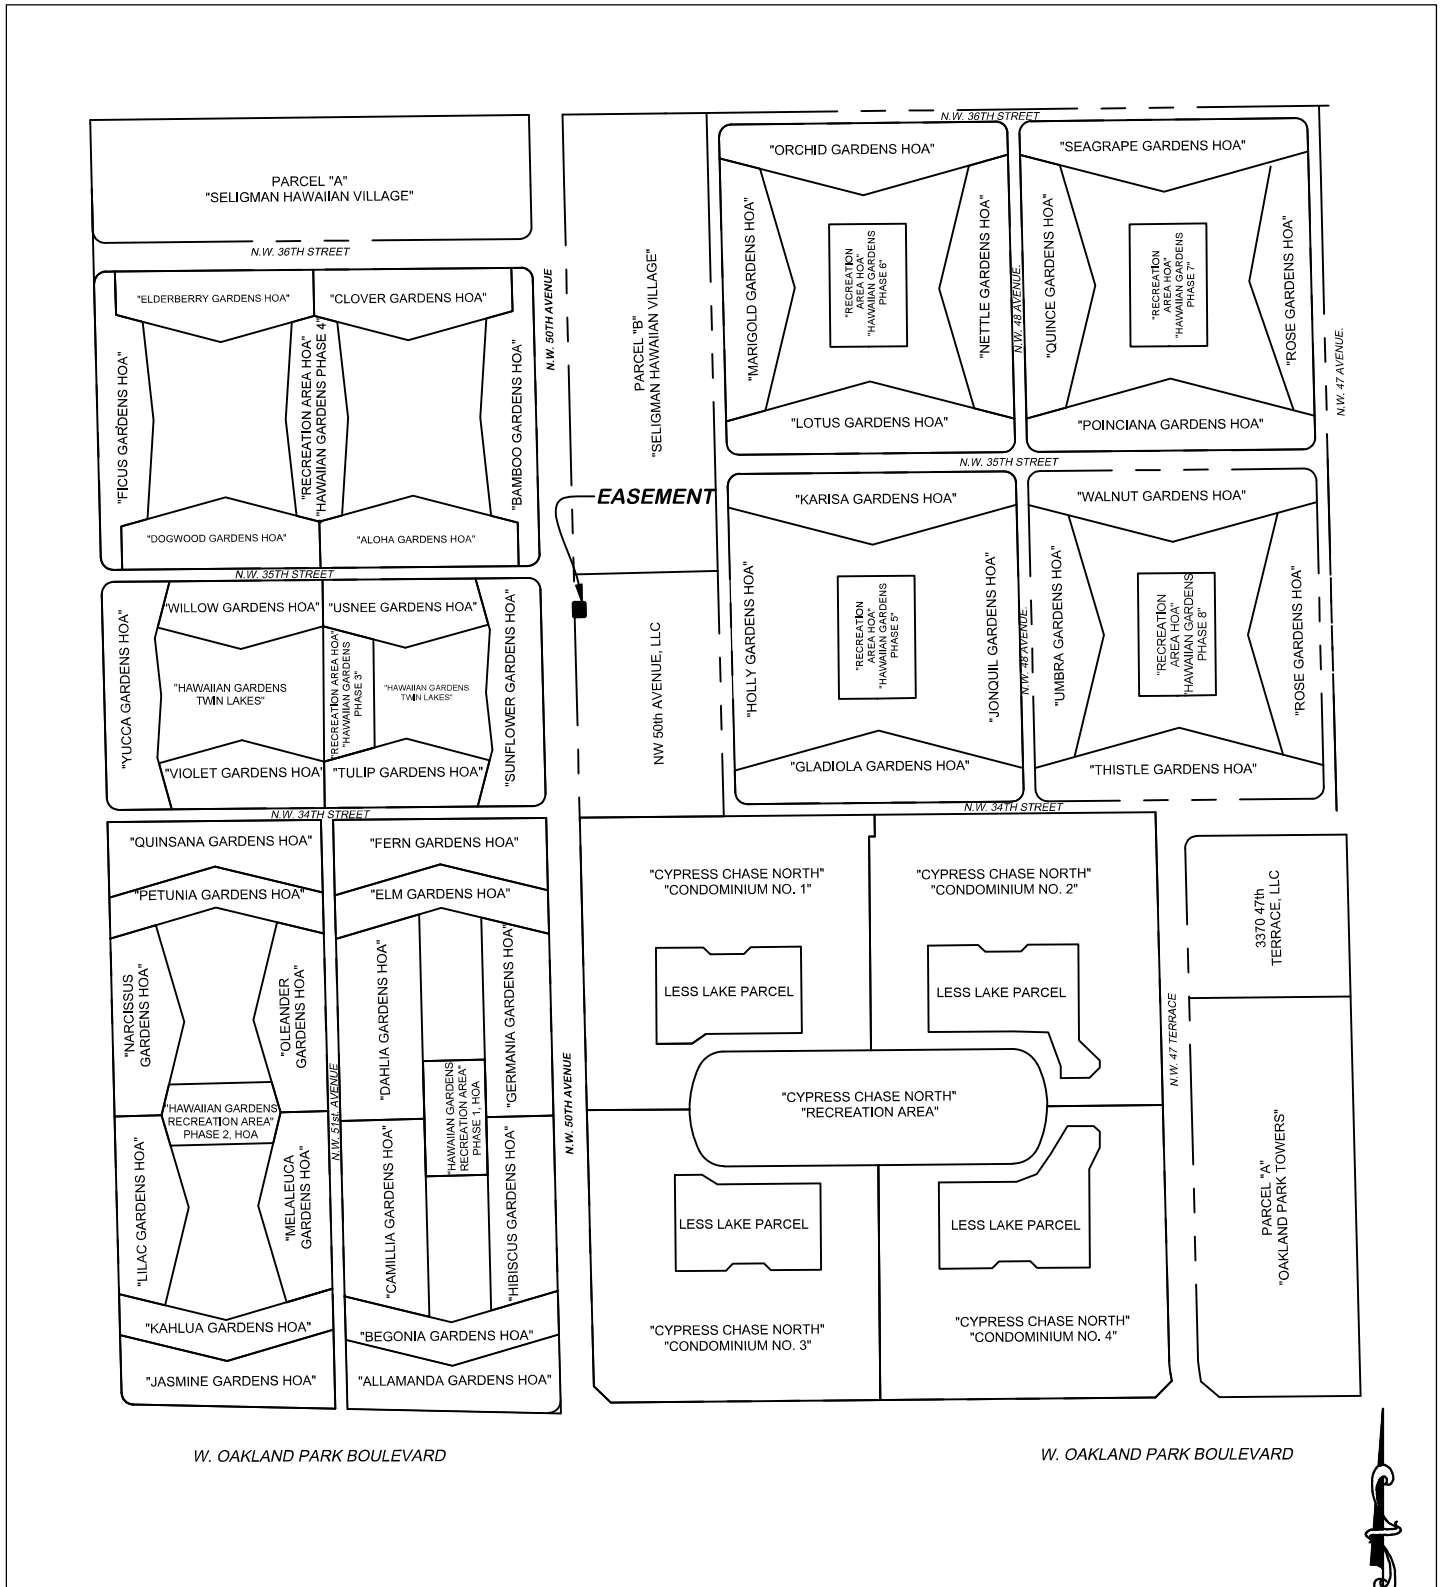 N.W. 36TH STREET
PARCEL "A"
"SELIGMAN HAWAIIAN VILLAGE"
N.W. 36TH STREET
"ELDERBERRY GARDENS HOA"
"CLOVER GARDENS HOA"
"FICUS GARDENS HOA"
"RECREATION AREA HOA"
"HAWAIIAN GARDENS PHASE 4"
"BAMBOO GARDENS HOA"
"DOGWOOD GARDENS HOA"
"ALOHA GARDENS HOA"
N.W. 50TH AVENUE
PARCEL "B"
"SELIGMAN HAWAIIAN VILLAGE"
EASEMENT
"ORCHID GARDENS HOA"
"MARIGOLD GARDENS HOA"
"RECREATION
AREA HOA"
"HAWAIIAN GARDENS
PHASE 6"
"NETTLE GARDENS HOA"
"LOTUS GARDENS HOA"
N.W. 48 AVENUE.
"SEAGRAPE GARDENS HOA"
"QUINCE GARDENS HOA"
"RECREATION
AREA HOA"
"HAWAIIAN GARDENS
PHASE 7"
"ROSE GARDENS HOA"
"POINCIANA GARDENS HOA"
N.W. 47 AVENUE.
N.W. 35TH STREET
N.W. 35TH STREET
"YUCCA GARDENS HOA"
"WILLOW GARDENS HOA"
"USNEE GARDENS HOA"
"HAWAIIAN GARDENS
TWIN LAKES"
"RECREATION AREA HOA"
"HAWAIIAN GARDENS
PHASE 3"
"HAWAIIAN GARDENS
TWIN LAKES"
"SUNFLOWER GARDENS HOA"
"VIOLET GARDENS HOA"
"TULIP GARDENS HOA"
NW 50th AVENUE, LLC
"KARISA GARDENS HOA"
"HOLLY GARDENS HOA"
"RECREATION
AREA HOA"
"HAWAIIAN GARDENS
PHASE 5"
"JONQUIL GARDENS HOA"
"GLADIOLA GARDENS HOA"
N.W. 48 AVENUE.
"WALNUT GARDENS HOA"
"UMBRA GARDENS HOA"
"RECREATION
AREA HOA"
"HAWAIIAN GARDENS
PHASE 8"
"ROSE GARDENS HOA"
"THISTLE GARDENS HOA"
N.W. 34TH STREET
N.W. 34TH STREET
"QUINSANA GARDENS HOA"
"PETUNIA GARDENS HOA"
"NARCISSUS
GARDENS HOA"
"OLEANDER
GARDENS HOA"
"HAWAIIAN GARDENS
RECREATION AREA"
PHASE 2, HOA
"LILAC GARDENS HOA"
"MELALEUCA
GARDENS HOA"
"KAHLUA GARDENS HOA"
"JASMINE GARDENS HOA"
N.W. 51st. AVENUE
"FERN GARDENS HOA"
"ELM GARDENS HOA"
"DAHLIA GARDENS HOA"
"GERMANIA GARDENS HOA"
"HAWAIIAN GARDENS
RECREATION AREA"
PHASE 1, HOA
"CAMILLIA GARDENS HOA"
"HIBISCUS GARDENS HOA"
"BEGONIA GARDENS HOA"
"ALLAMANDA GARDENS HOA"
N.W. 50TH AVENUE
"CYPRESS CHASE NORTH"
"CONDOMINIUM NO. 1"
LESS LAKE PARCEL
"CYPRESS CHASE NORTH"
"CONDOMINIUM NO. 2"
LESS LAKE PARCEL
"CYPRESS CHASE NORTH"
"RECREATION AREA"
LESS LAKE PARCEL
"CYPRESS CHASE NORTH"
"CONDOMINIUM NO. 3"
LESS LAKE PARCEL
"CYPRESS CHASE NORTH"
"CONDOMINIUM NO. 4"
N.W. 47 TERRACE
3370 47th
TERRACE, LLC
PARCEL "A"
"OAKLAND PARK TOWERS"
W. OAKLAND PARK BOULEVARD
W. OAKLAND PARK BOULEVARD